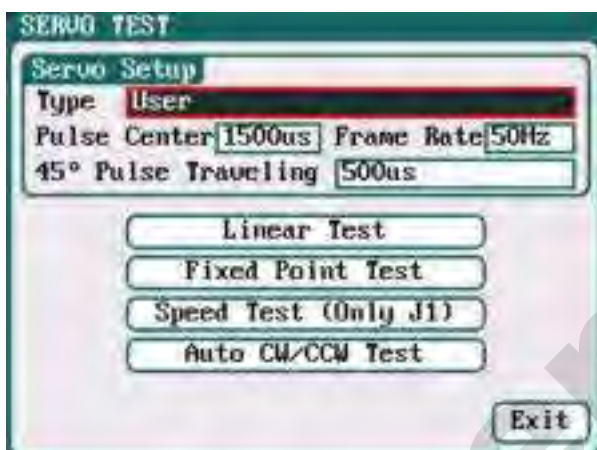 SERVO TEST
Servo Setup
Type User
Pulse Center 1500us Frame Rate 50Hz
45° Pulse Traveling 500us
Linear Test
Fixed Point Test
Speed Test (Only J1)
Auto CW/CCW Test
Exit